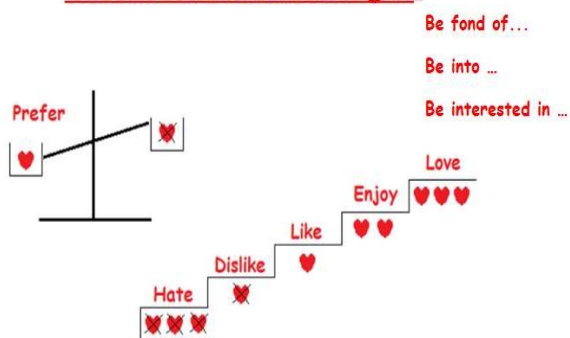 Be fond of...
Be into ...
Be interested in ...
Prefer
Love
Enjoy
Like
Dislike
Hate